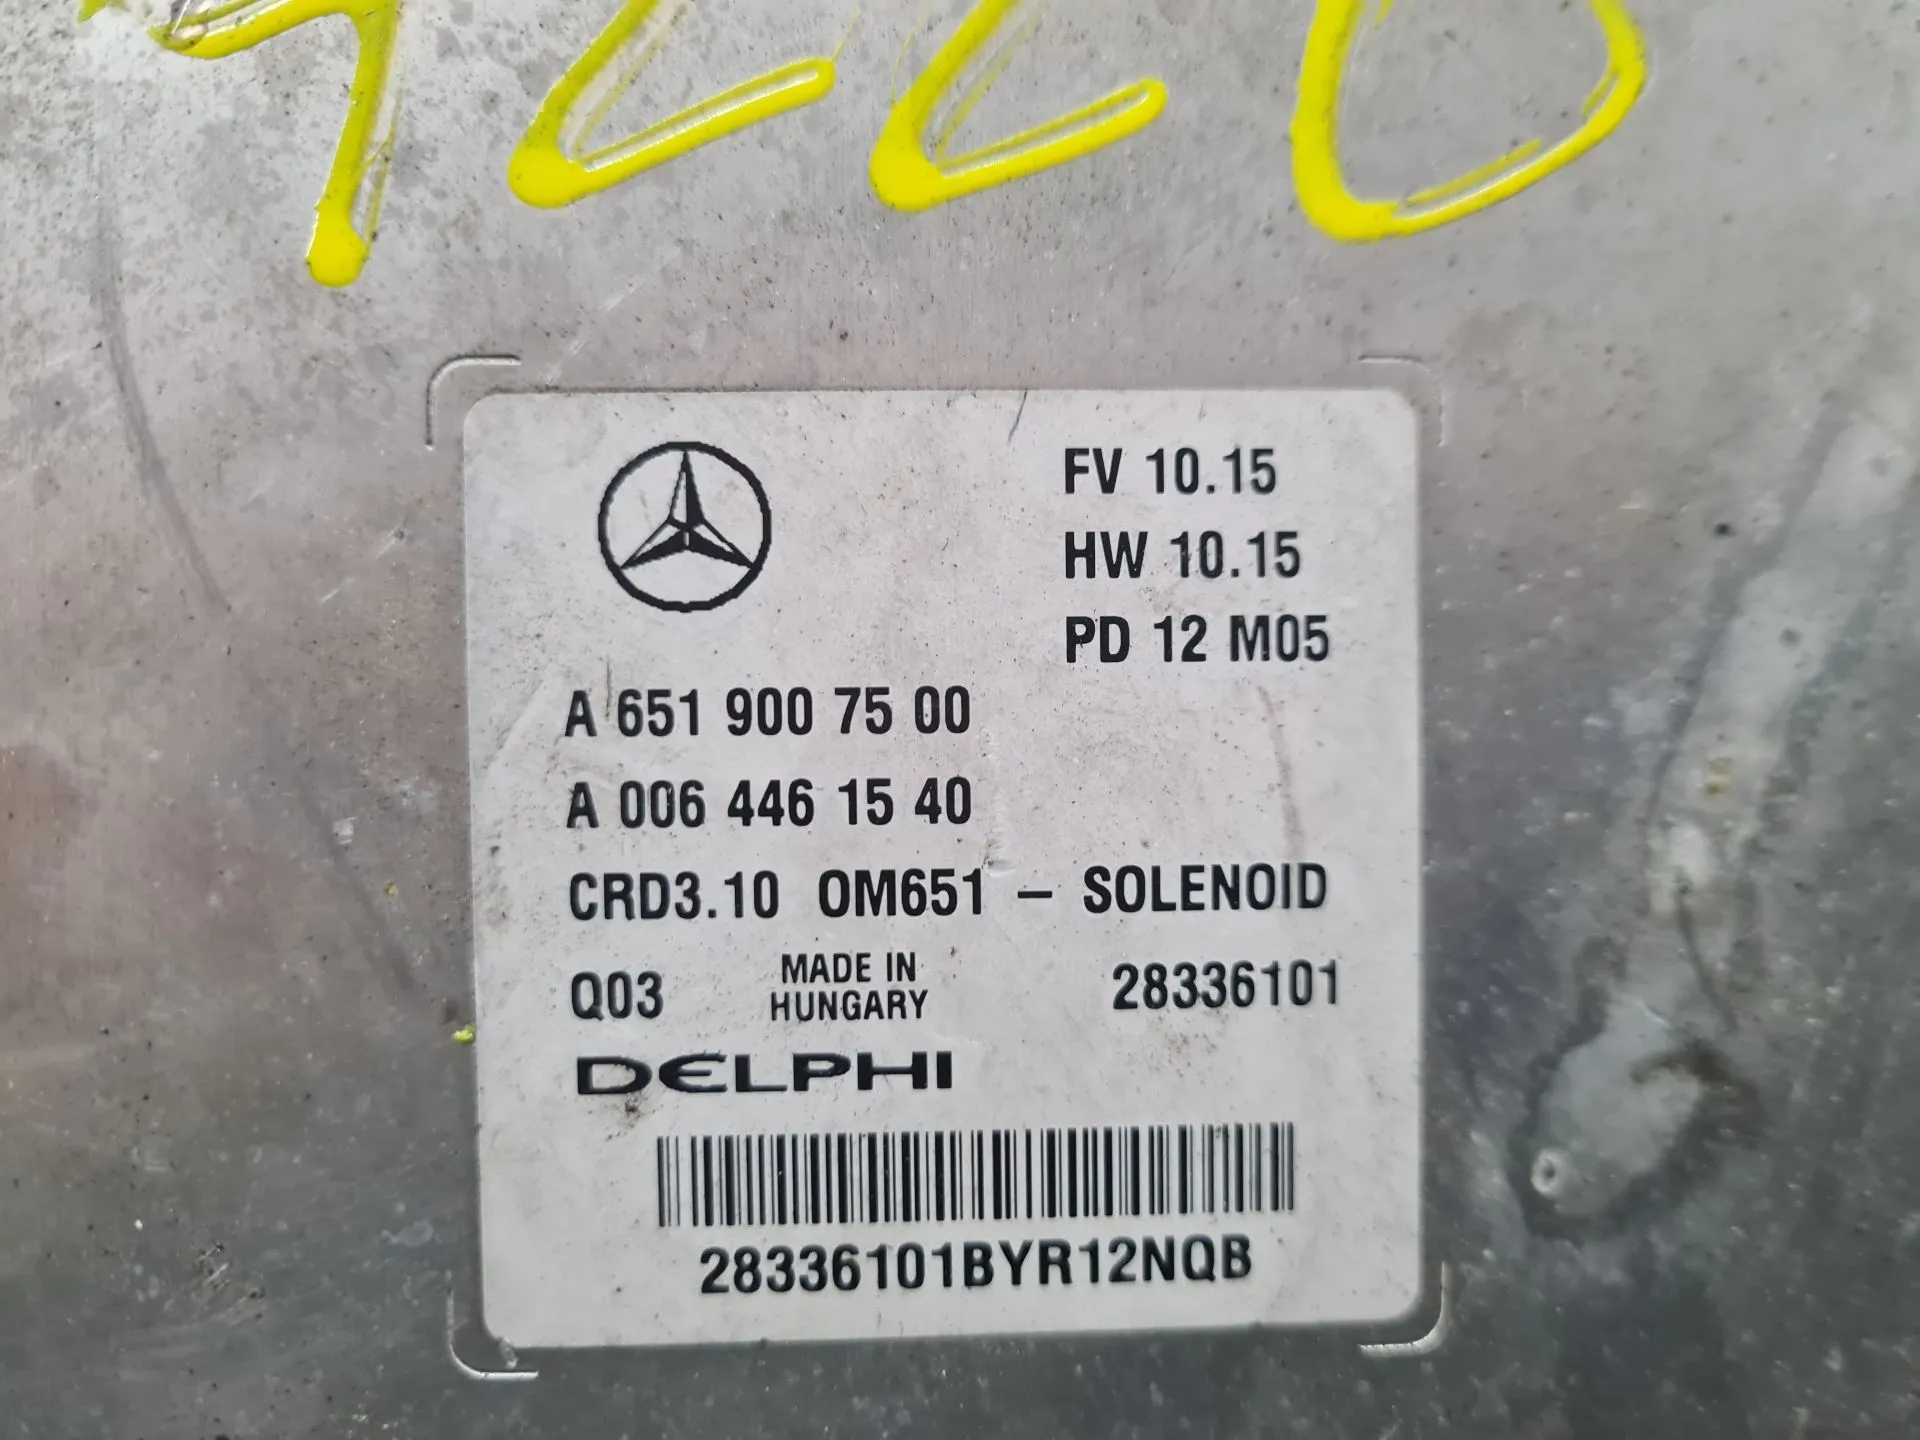 FV 10.15
HW 10.15
PD 12 M05
A 651 900 75 00
A 006 446 15 40
CRD3.10 OM651 – SOLENOID
Q03 MADE IN HUNGARY 28336101
DELPHI
28336101BYR12NQB